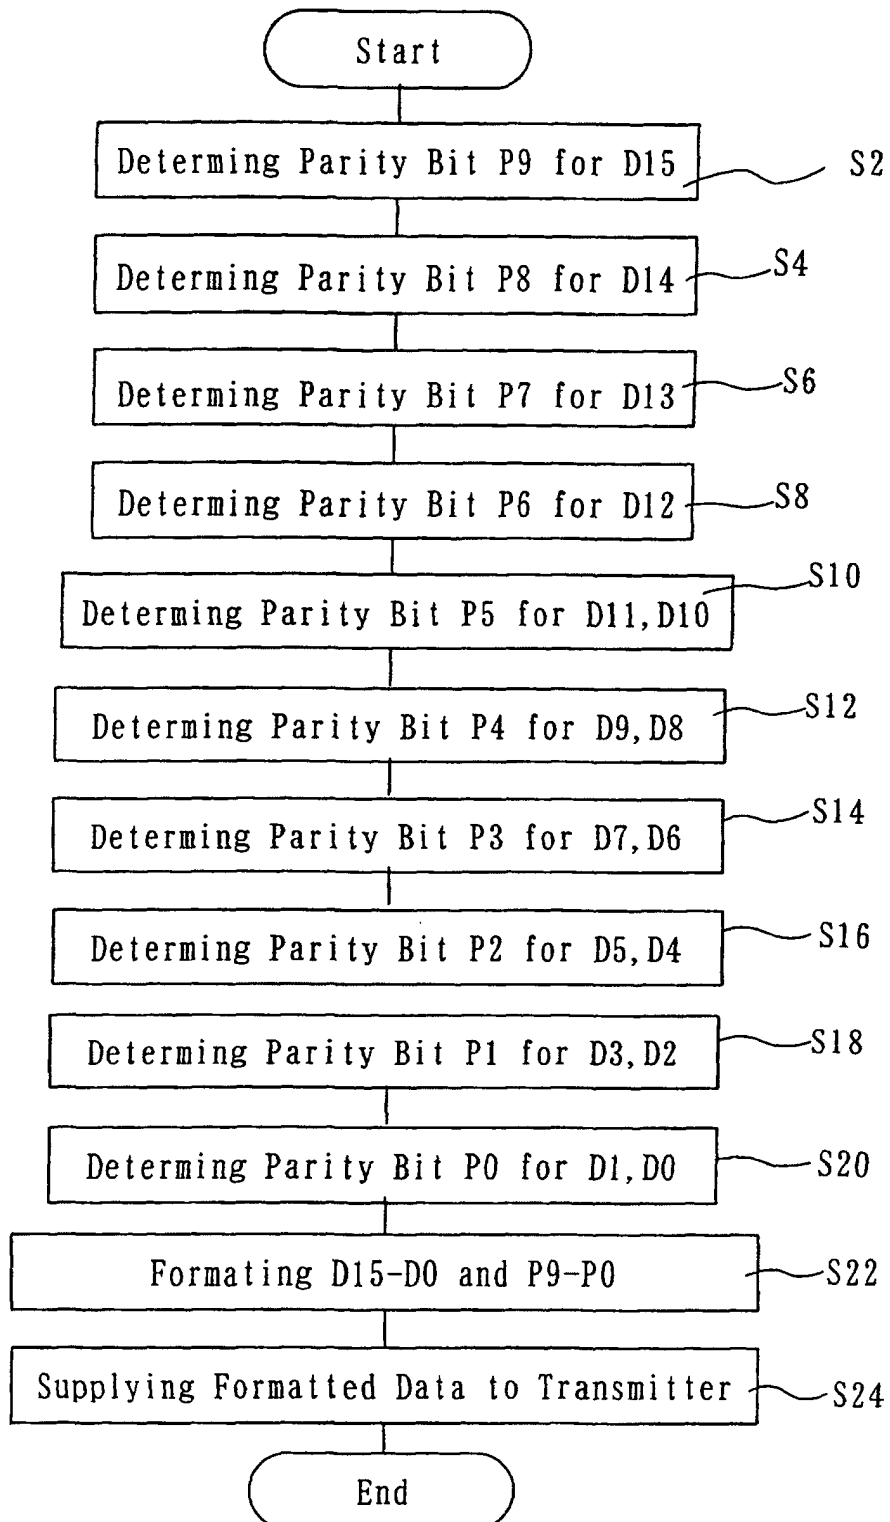 Start
Determing Parity Bit P9 for D15
S2
Determing Parity Bit P8 for D14
S4
Determing Parity Bit P7 for D13
S6
Determing Parity Bit P6 for D12
S8
Determing Parity Bit P5 for D11,D10
S10
Determing Parity Bit P4 for D9,D8
S12
Determing Parity Bit P3 for D7,D6
S14
Determing Parity Bit P2 for D5,D4
S16
Determing Parity Bit P1 for D3,D2
S18
Determing Parity Bit P0 for D1,D0
S20
Formating D15-D0 and P9-P0
S22
Supplying Formatted Data to Transmitter
S24
End